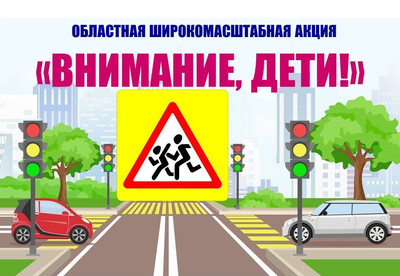 ОБЛАСТНАЯ ШИРОКОМАСШТАБНАЯ АКЦИЯ
«ВНИМАНИЕ, ДЕТИ!»